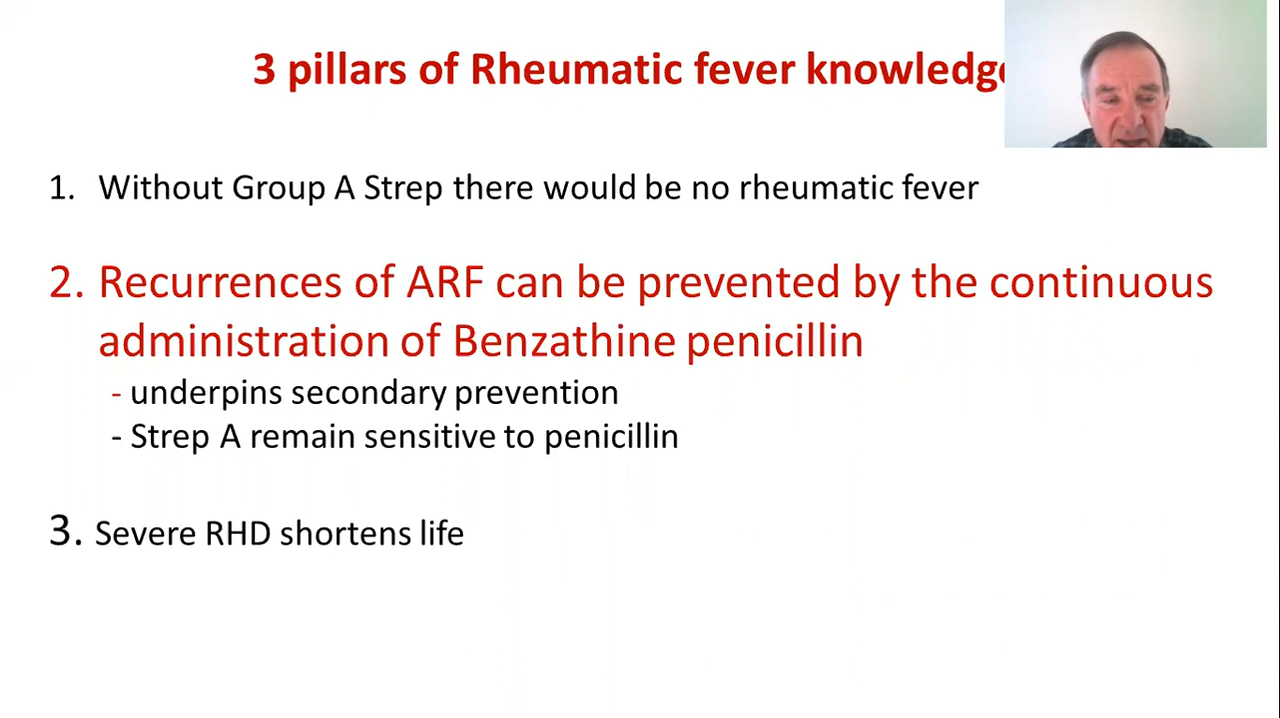 3 pillars of Rheumatic fever knowledge
1. Without Group A Strep there would be no rheumatic fever
2. Recurrences of ARF can be prevented by the continuous
administration of Benzathine penicillin
- underpins secondary prevention
- Strep A remain sensitive to penicillin
3. Severe RHD shortens life